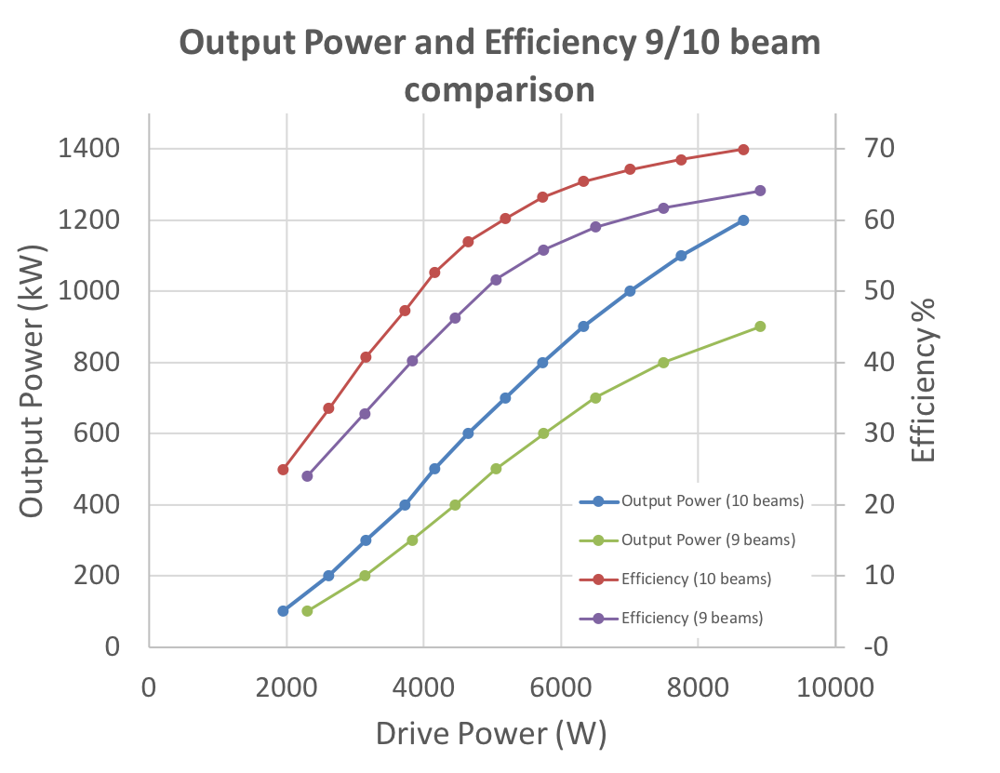 Output Power and Efficiency 9/10 beam
comparison
Output Power (kW)
1400
1200
1000
800
600
400
200
0
70
60
50
40
30
20
10
-0
Efficiency %
Output Power (10 beams)
Output Power (9 beams)
Efficiency (10 beams)
Efficiency (9 beams)
0 2000 4000 6000 8000 10000
Drive Power (W)